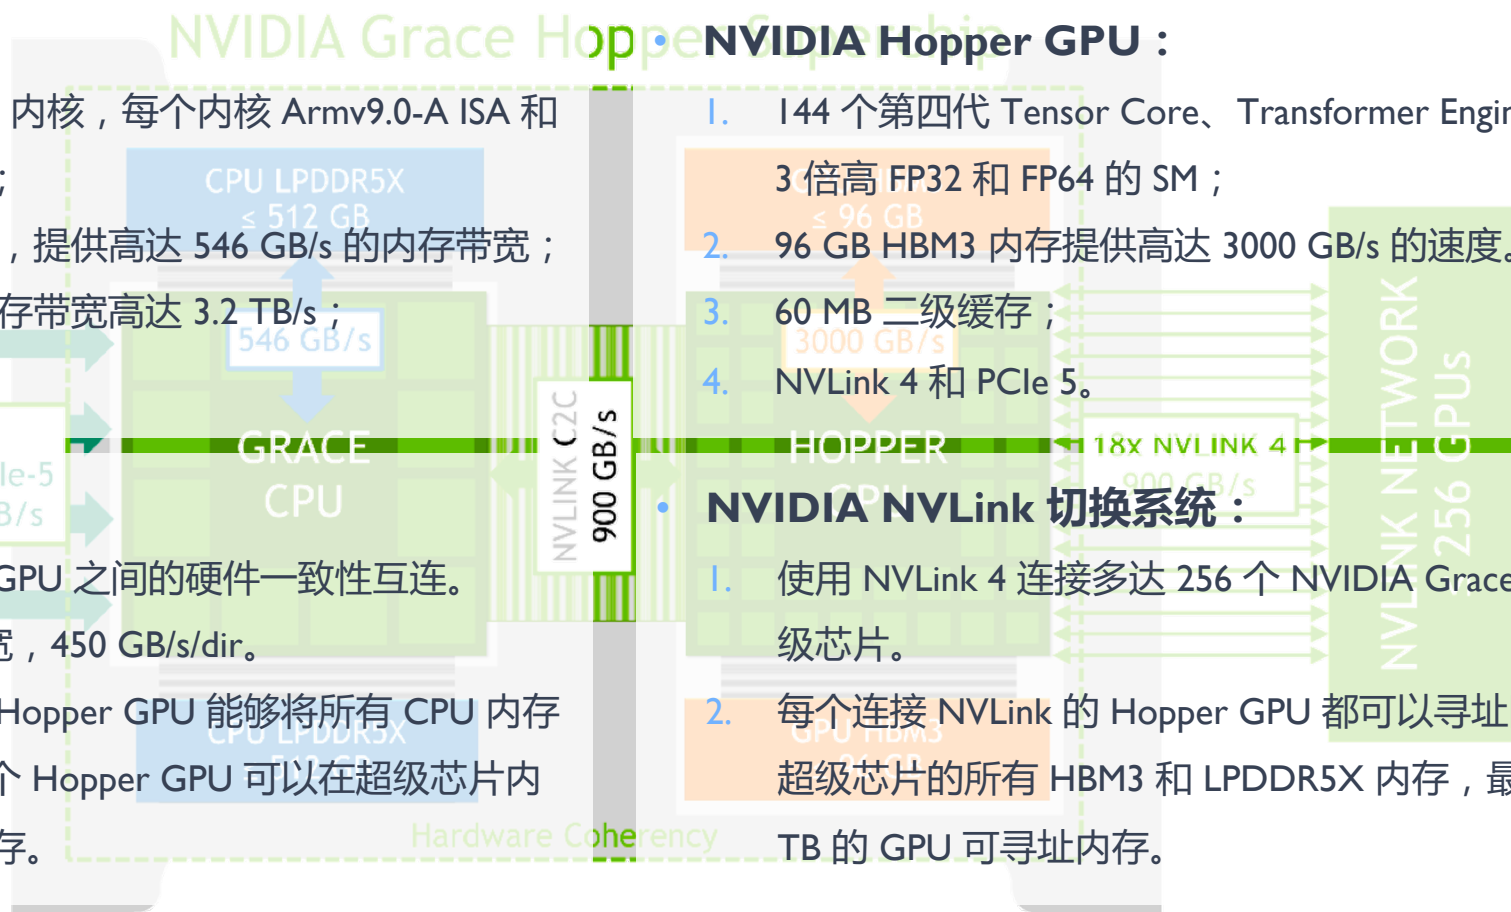 NVIDIA Grace Hopper Superchip
内核，每个内核 Armv9.0-A ISA 和
；
，提供高达 546 GB/s 的内存带宽；
存带宽高达 3.2 TB/s；
GPU 之间的硬件一致性互连。
，450 GB/s/dir。
Hopper GPU 能够将所有 CPU 内存
个 Hopper GPU 可以在超级芯片内
存。
• NVIDIA Hopper GPU：
1. 144 个第四代 Tensor Core、Transformer Engin
3 倍高 FP32 和 FP64 的 SM；
2. 96 GB HBM3 内存提供高达 3000 GB/s 的速度。
3. 60 MB 二级缓存；
4. NVLink 4 和 PCIe 5。
• NVIDIA NVLink 切换系统：
1. 使用 NVLink 4 连接多达 256 个 NVIDIA Grace
级芯片。
2. 每个连接 NVLink 的 Hopper GPU 都可以寻址
超级芯片的所有 HBM3 和 LPDDR5X 内存，最
TB 的 GPU 可寻址内存。
CPU LPDDR5X
≤ 512 GB
546 GB/s
GRACE
CPU
CPU LPDDR5X
NVLINK C2C
900 GB/s
≤ 96 GB
3000 GB/s
HOPPER
GPU
GPU HBM3
18x NVLINK 4
900 GB/s
NVLINK NETWORK
256 GPUs
Hardware Coherency